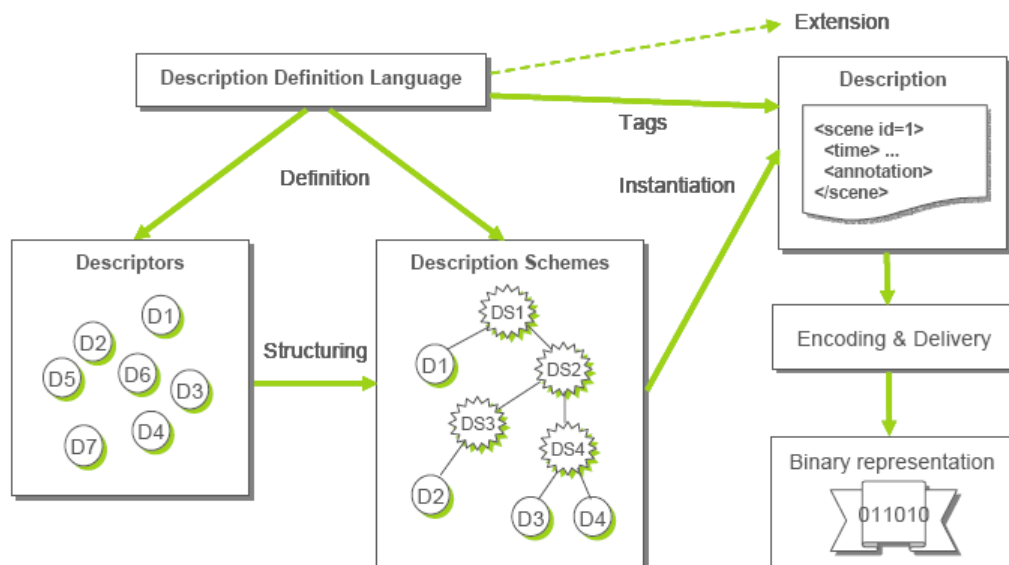 Extension
Description Definition Language
Description
<scene id=1>
<time> ...
<annotation>
</scene>
Tags
Definition
Instantiation
Descriptors
D1
D2
D5
D6
D3
D4
D7
Structuring
Description Schemes
DS1
D1
DS2
DS3
DS4
D2
D3
D4
Encoding & Delivery
Binary representation
011010